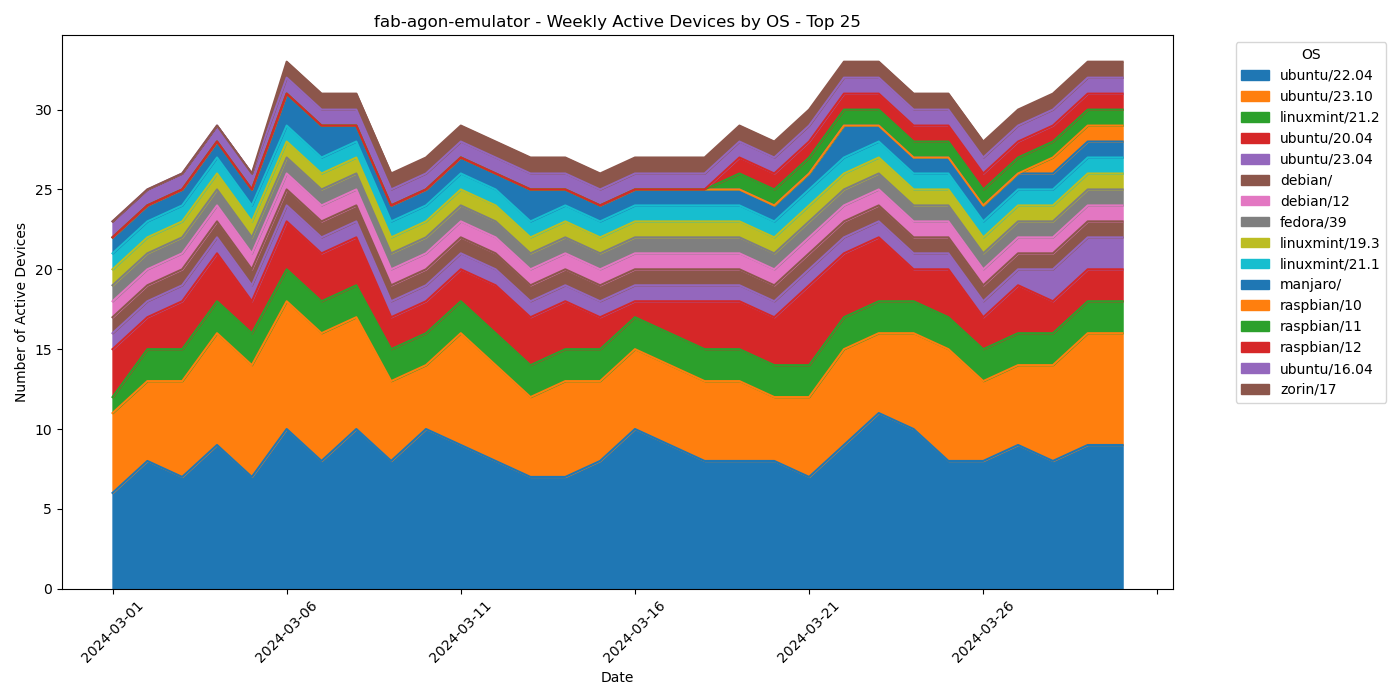 fab-agon-emulator - Weekly Active Devices by OS - Top 25
Number of Active Devices
30
25
20
15
10
5
0
2024-03-01
2024-03-06
2024-03-11
2024-03-16
2024-03-21
2024-03-26
Date
OS
ubuntu/22.04
ubuntu/23.10
linuxmint/21.2
ubuntu/20.04
ubuntu/23.04
debian/
debian/12
fedora/39
linuxmint/19.3
linuxmint/21.1
manjaro/
raspbian/10
raspbian/11
raspbian/12
ubuntu/16.04
zorin/17